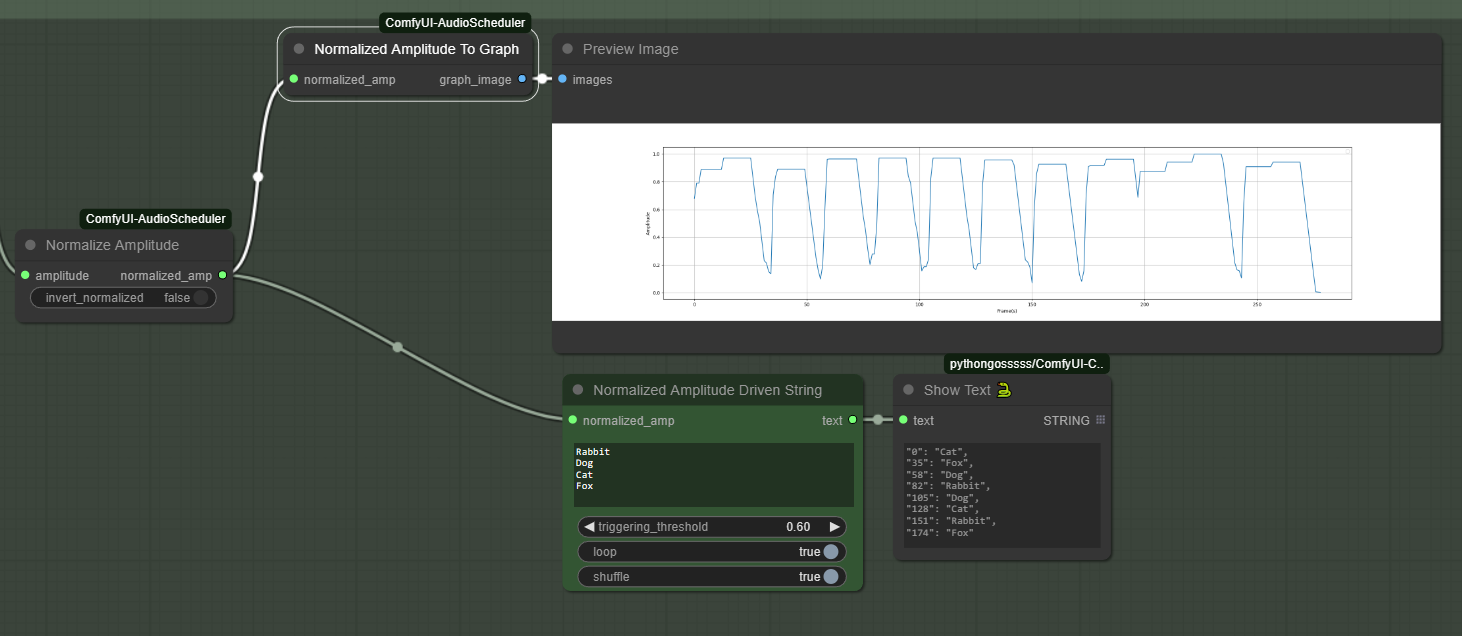 ComfyUI-AudioScheduler
Normalized Amplitude To Graph
normalized_amp graph_image
Preview Image
images
1.0
0.8
0.6
0.4
0.2
0.0
Amplitude
0 50 100 150 200 250
Frame(s)
ComfyUI-AudioScheduler
Normalize Amplitude
amplitude normalized_amp
invert_normalized false
Normalized Amplitude Driven String
normalized_amp text
Rabbit
Dog
Cat
Fox
triggering_threshold 0.60
loop true
shuffle true
pythongosssss/ComfyUI-C..
Show Text 🐍
text STRING
"0": "Cat",
"35": "Fox",
"58": "Dog",
"82": "Rabbit",
"105": "Dog",
"128": "Cat",
"151": "Rabbit",
"174": "Fox"